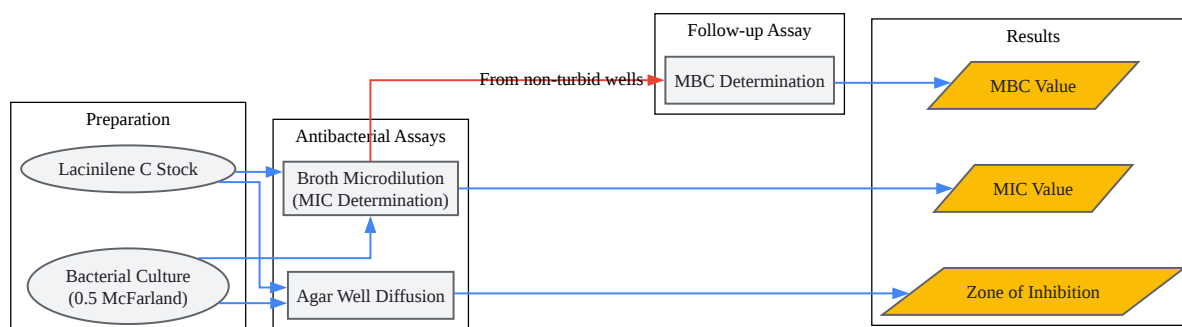 Follow-up Assay
Results
From non-turbid wells
MBC Determination
MBC Value
Preparation
Antibacterial Assays
Lacinilene C Stock
Broth Microdilution
(MIC Determination)
MIC Value
Bacterial Culture
(0.5 McFarland)
Agar Well Diffusion
Zone of Inhibition